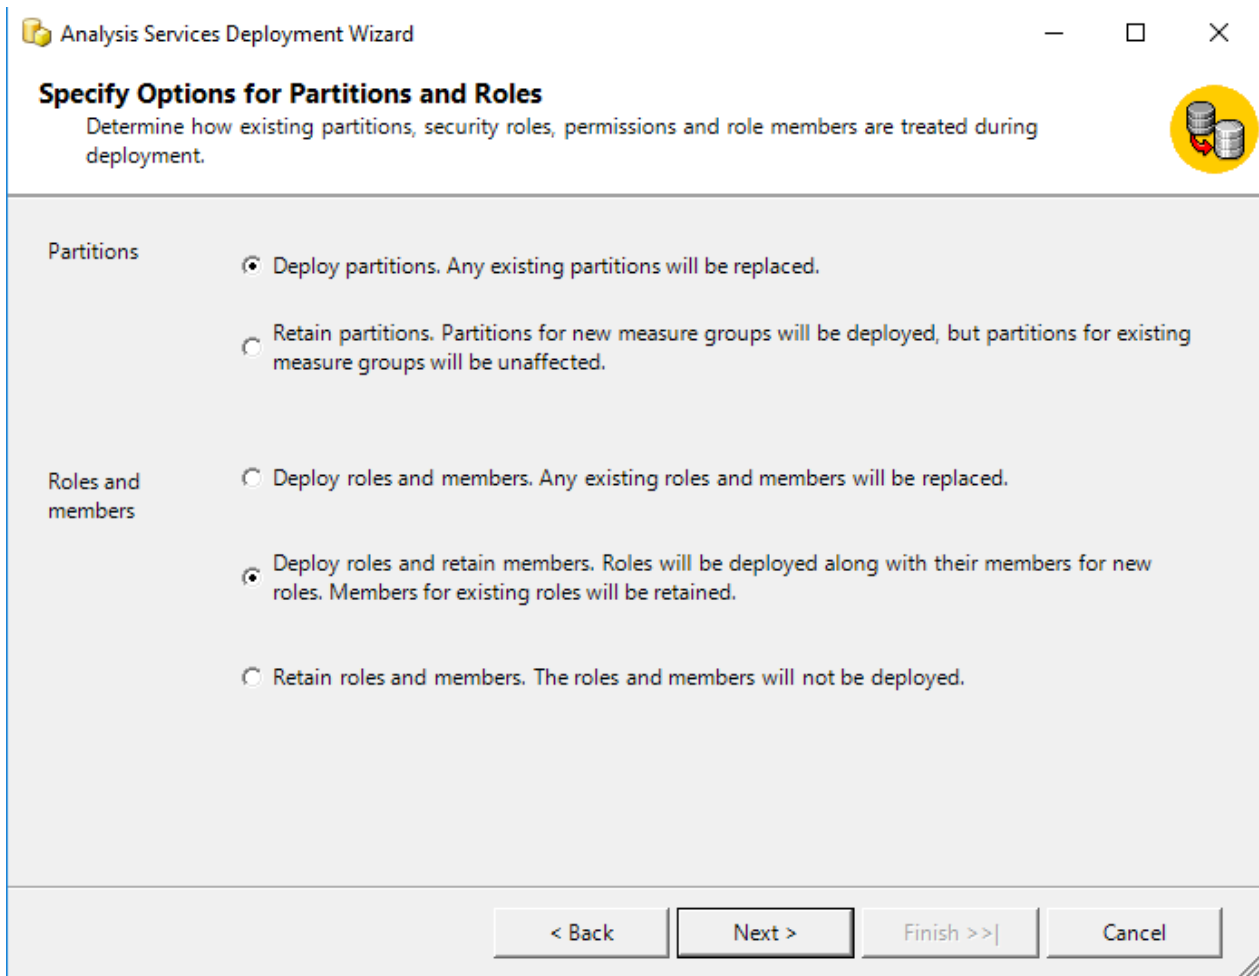 Analysis Services Deployment Wizard
Specify Options for Partitions and Roles
Determine how existing partitions, security roles, permissions and role members are treated during
deployment.
Partitions
Deploy partitions. Any existing partitions will be replaced.
Retain partitions. Partitions for new measure groups will be deployed, but partitions for existing
measure groups will be unaffected.
Roles and
members
Deploy roles and members. Any existing roles and members will be replaced.
Deploy roles and retain members. Roles will be deployed along with their members for new
roles. Members for existing roles will be retained.
Retain roles and members. The roles and members will not be deployed.
< Back
Next >
Finish >>|
Cancel